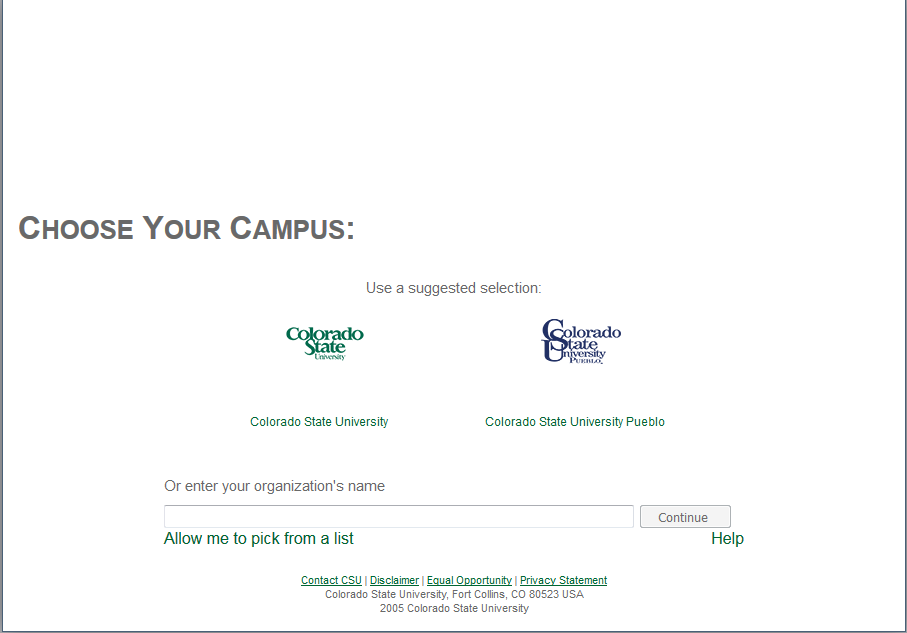 CHOOSE YOUR CAMPUS:
Use a suggested selection:
Colorado
State
University
Colorado
State
University
PUEBLO
Colorado State University
Colorado State University Pueblo
Or enter your organization's name
Continue
Allow me to pick from a list
Help
Contact CSU | Disclaimer | Equal Opportunity | Privacy Statement
Colorado State University, Fort Collins, CO 80523 USA
2005 Colorado State University